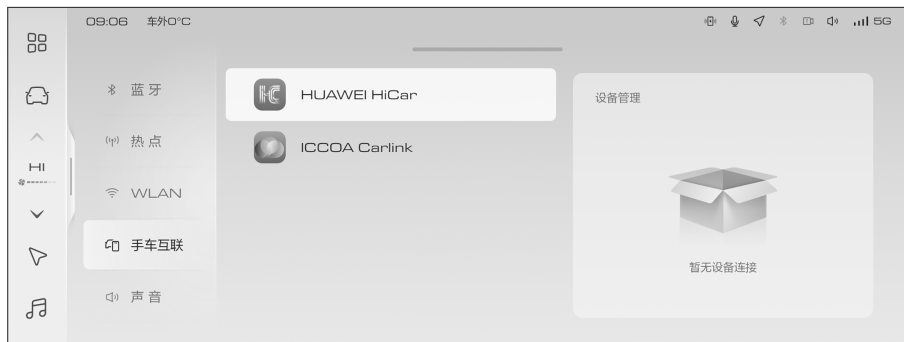 09:06 车外0°C
5G
HI
蓝牙
热点
WLAN
手车互联
声音
HUAWEI HiCar
ICCOA Carlink
设备管理
暂无设备连接